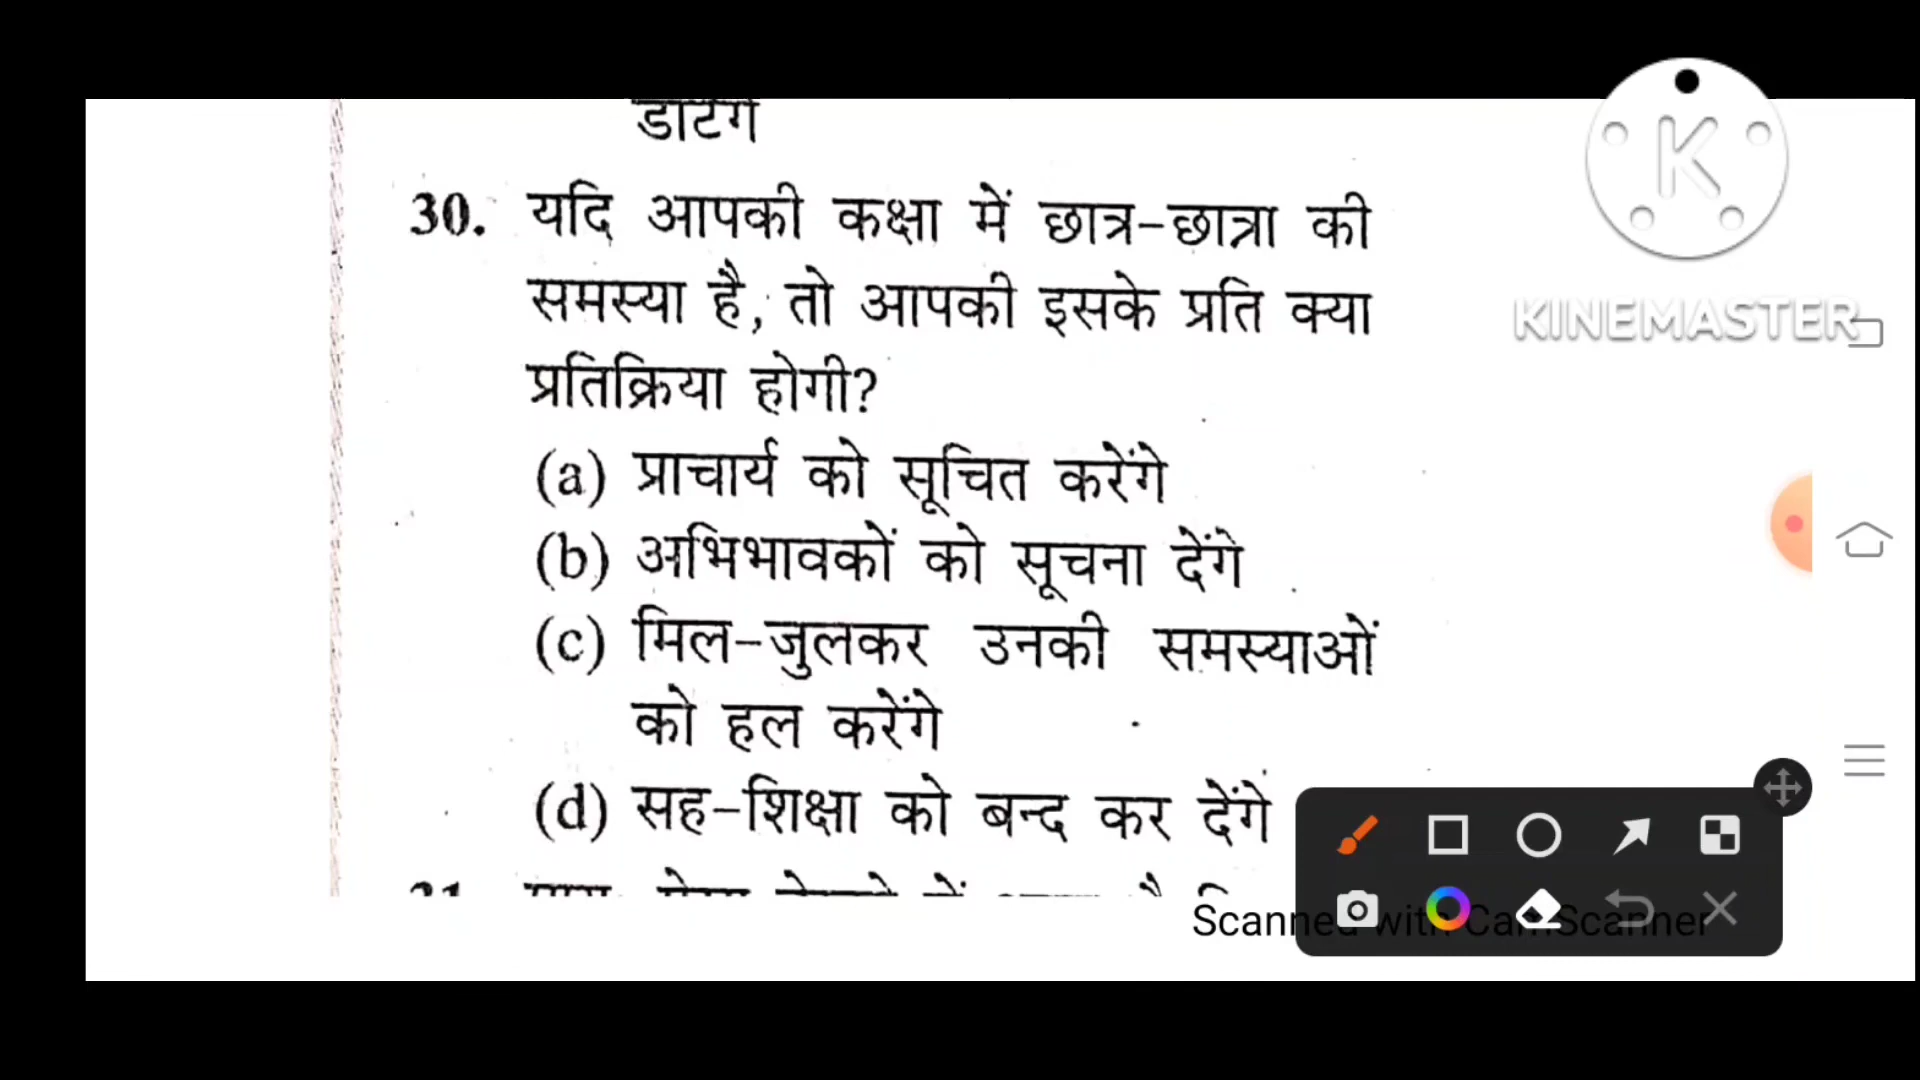 डाटेंगे
30. यदि आपकी कक्षा में छात्र-छात्रा की
समस्या है, तो आपकी इसके प्रति क्या
प्रतिक्रिया होगी?
(a) प्राचार्य को सूचित करेंगे
(b) अभिभावकों को सूचना देंगे
(c) मिल-जुलकर उनकी समस्याओं
को हल करेंगे
(d) सह-शिक्षा को बन्द कर देंगे
Scanned with CamScanner
K
KINEMASTER